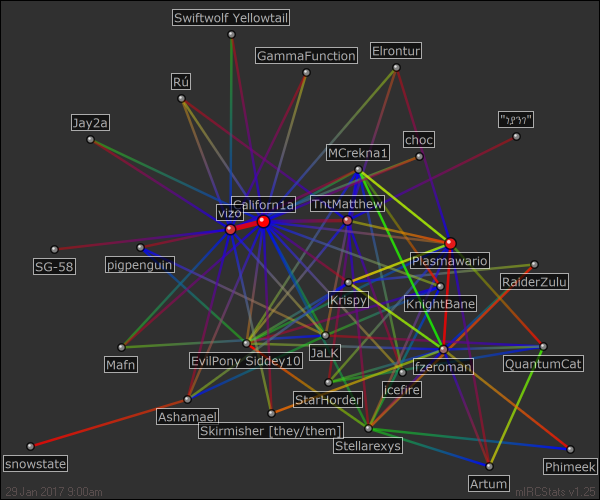 Swiftwolf Yellowtail
GammaFunction
Elrontur
Rú
Jay2a
choc
MCrekna1
Californ1a
TntMatthew
vizo
SG-58
pigpenguin
Plasmawario
RaiderZulu
Krispy
KnightBane
Mafn
EvilPony Siddey10
JaLK
fzeroman
QuantumCat
StarHorder
icefire
Ashamael
Skirmisher [they/them]
Stellarexys
snowstate
Artum
Phimeek
29 Jan 2017 9:00am
mIRCStats v1.25